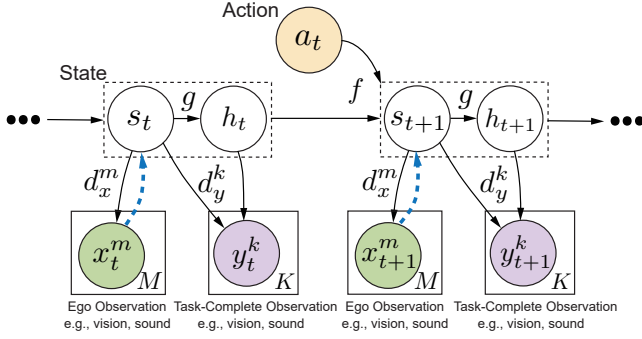 Action
a_t
State
f
g
g
s_t
h_t
s_{t+1}
h_{t+1}
d_x^m
d_y^k
d_x^m
d_y^k
x_t^m
M
y_t^k
K
x_{t+1}^m
M
y_{t+1}^k
K
Ego Observation
e.g., vision, sound
Task-Complete Observation
e.g., vision, sound
Ego Observation
e.g., vision, sound
Task-Complete Observation
e.g., vision, sound